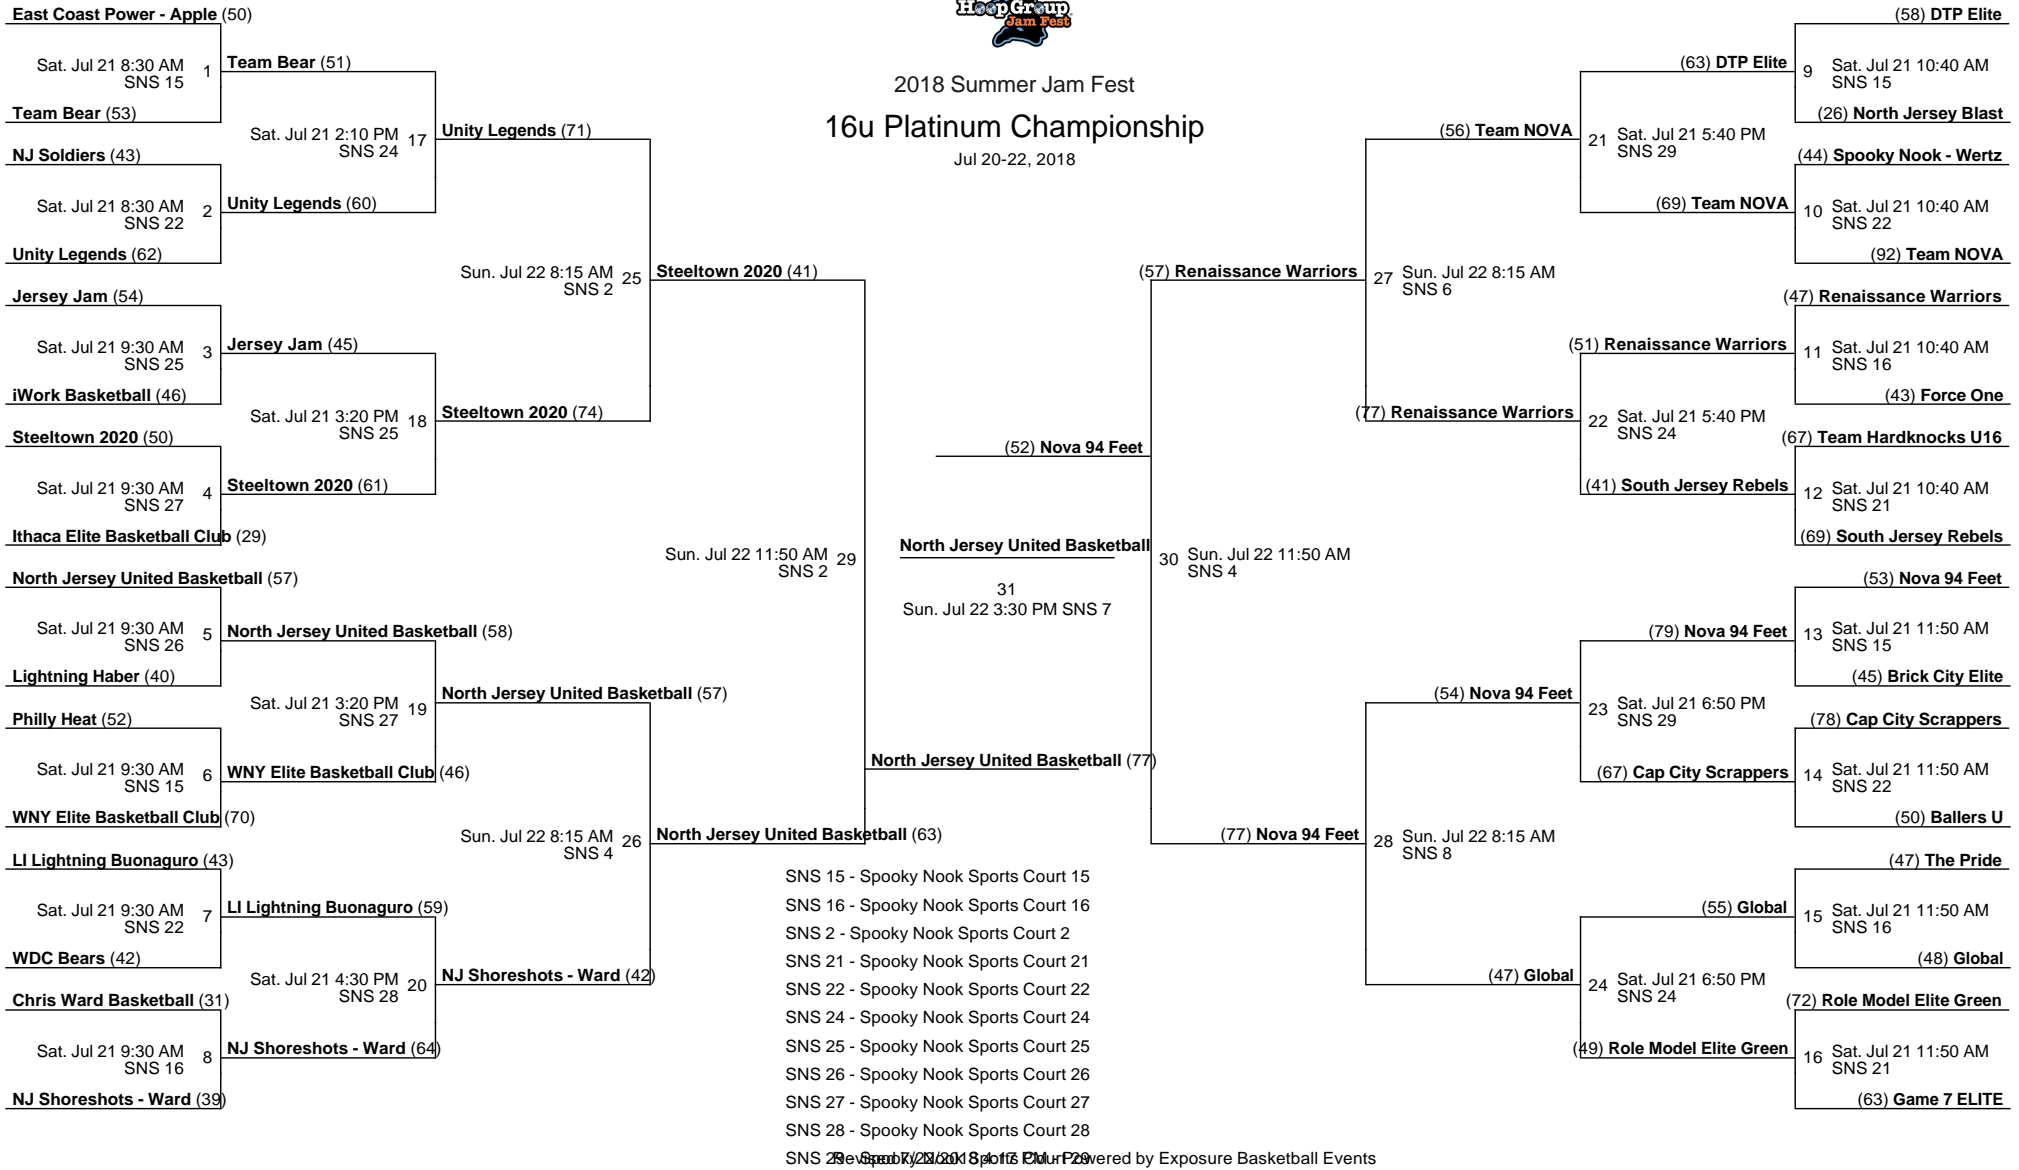 HoopGroup
Jam Fest
2018 Summer Jam Fest
16u Platinum Championship
Jul 20-22, 2018
East Coast Power - Apple (50)
Sat. Jul 21 8:30 AM 1
SNS 15
Team Bear (53)
NJ Soldiers (43)
Sat. Jul 21 8:30 AM 2
SNS 22
Unity Legends (62)
Jersey Jam (54)
Sat. Jul 21 9:30 AM 3
SNS 25
iWork Basketball (46)
Steeltown 2020 (50)
Sat. Jul 21 9:30 AM 4
SNS 27
Ithaca Elite Basketball Club (29)
North Jersey United Basketball (57)
Sat. Jul 21 9:30 AM 5
SNS 26
Lightning Haber (40)
Philly Heat (52)
Sat. Jul 21 9:30 AM 6
SNS 15
WNY Elite Basketball Club (70)
LI Lightning Buonaguro (43)
Sat. Jul 21 9:30 AM 7
SNS 22
WDC Bears (42)
Chris Ward Basketball (31)
Sat. Jul 21 9:30 AM 8
SNS 16
NJ Shoreshots - Ward (39)
Team Bear (51)
Sat. Jul 21 2:10 PM 17
SNS 24
Unity Legends (60)
Jersey Jam (45)
Sat. Jul 21 3:20 PM 18
SNS 25
Steeltown 2020 (61)
North Jersey United Basketball (58)
Sat. Jul 21 3:20 PM 19
SNS 27
WNY Elite Basketball Club (46)
LI Lightning Buonaguro (59)
Sat. Jul 21 4:30 PM 20
SNS 28
NJ Shoreshots - Ward (64)
Unity Legends (71)
Sun. Jul 22 8:15 AM 25
SNS 2
Steeltown 2020 (74)
North Jersey United Basketball (57)
Sun. Jul 22 8:15 AM 26
SNS 4
NJ Shoreshots - Ward (42)
Steeltown 2020 (41)
Sun. Jul 22 11:50 AM 29
SNS 2
North Jersey United Basketball (63)
(52) Nova 94 Feet
North Jersey United Basketball
31
Sun. Jul 22 3:30 PM SNS 7
North Jersey United Basketball (77)
(57) Renaissance Warriors
30 Sun. Jul 22 11:50 AM
SNS 4
(77) Nova 94 Feet
(56) Team NOVA
27 Sun. Jul 22 8:15 AM
SNS 6
(77) Renaissance Warriors
(54) Nova 94 Feet
28 Sun. Jul 22 8:15 AM
SNS 8
(47) Global
(63) DTP Elite
21 Sat. Jul 21 5:40 PM
SNS 29
(69) Team NOVA
(51) Renaissance Warriors
22 Sat. Jul 21 5:40 PM
SNS 24
(41) South Jersey Rebels
(79) Nova 94 Feet
23 Sat. Jul 21 6:50 PM
SNS 29
(67) Cap City Scrappers
(55) Global
24 Sat. Jul 21 6:50 PM
SNS 24
(49) Role Model Elite Green
(58) DTP Elite
9 Sat. Jul 21 10:40 AM
SNS 15
(26) North Jersey Blast
(44) Spooky Nook - Wertz
10 Sat. Jul 21 10:40 AM
SNS 22
(92) Team NOVA
(47) Renaissance Warriors
11 Sat. Jul 21 10:40 AM
SNS 16
(43) Force One
(67) Team Hardknocks U16
12 Sat. Jul 21 10:40 AM
SNS 21
(69) South Jersey Rebels
(53) Nova 94 Feet
13 Sat. Jul 21 11:50 AM
SNS 15
(45) Brick City Elite
(78) Cap City Scrappers
14 Sat. Jul 21 11:50 AM
SNS 22
(50) Ballers U
(47) The Pride
15 Sat. Jul 21 11:50 AM
SNS 16
(48) Global
(72) Role Model Elite Green
16 Sat. Jul 21 11:50 AM
SNS 21
(63) Game 7 ELITE
SNS 15 - Spooky Nook Sports Court 15
SNS 16 - Spooky Nook Sports Court 16
SNS 2 - Spooky Nook Sports Court 2
SNS 21 - Spooky Nook Sports Court 21
SNS 22 - Spooky Nook Sports Court 22
SNS 24 - Spooky Nook Sports Court 24
SNS 25 - Spooky Nook Sports Court 25
SNS 26 - Spooky Nook Sports Court 26
SNS 27 - Spooky Nook Sports Court 27
SNS 28 - Spooky Nook Sports Court 28
SNS 29 - Spooky Nook Sports Court 29
Revised 7/22/2018 4:17 PM - Powered by Exposure Basketball Events